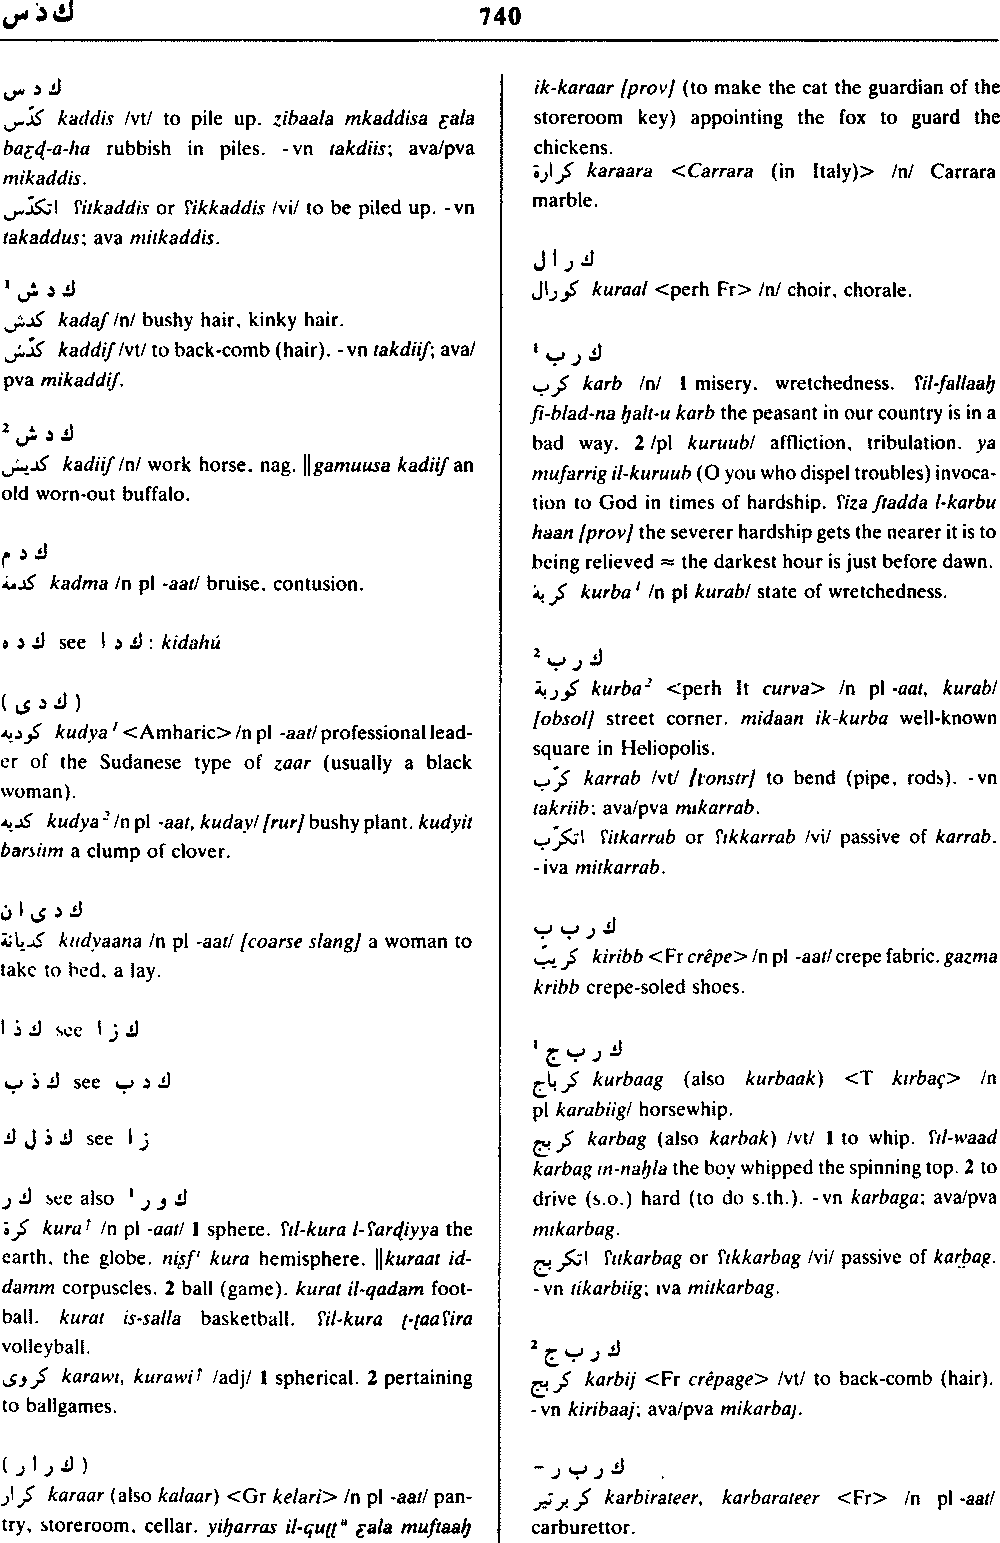 ك ذ س
740
ك د س
كدّس kaddis /vt/ to pile up. zibaala mkaddisa ƹala
baƹḍ-a-ha rubbish in piles. -vn takdiis; ava/pva
mikaddis.
اتكدّس ʕitkaddis or ʕikkaddis /vi/ to be piled up. -vn
takaddus; ava mitkaddis.
ك د ش ¹
كدش kadaʃ /n/ bushy hair, kinky hair.
كدّش kaddiʃ /vt/ to back-comb (hair). -vn takdiiʃ; ava/
pva mikaddiʃ.
ك د ش ²
كديش kadiiʃ /n/ work horse, nag. ‖gamuusa kadiiʃ an
old worn-out buffalo.
ك د م
كدمة kadma /n pl -aat/ bruise, contusion.
ك د ه see ك د ا : kidahú
(ك د ى)
كوديه kudya¹ <Amharic> /n pl -aat/ professional lead-
er of the Sudanese type of zaar (usually a black
woman).
كديه kudya² /n pl -aat, kuday/ [rur] bushy plant. kudyit
barsiim a clump of clover.
ك د ى ا ن
كديانة kudyaana /n pl -aat/ [coarse slang] a woman to
take to bed, a lay.
ك ذ ا see ك ز ا
ك ذ ب see ك د ب
ك ذ ل ك see ز ا
ك ر see also ك و ر ¹
كرة kura↑ /n pl -aat/ 1 sphere. ʕil-kura l-ʕarḍiyya the
earth, the globe. niṣf¹ kura hemisphere. ‖kuraat id-
damm corpuscles. 2 ball (game). kurat il-qadam foot-
ball. kurat is-salla basketball. ʕil-kura ṭ-ṭaaʕira
volleyball.
كروى karawi, kurawi↑ /adj/ 1 spherical. 2 pertaining
to ballgames.
(ك ر ا ر)
كرار karaar (also kalaar) <Gr kelari> /n pl -aat/ pan-
try, storeroom, cellar. yiḥarras il-quṭṭᵘ ƹala muftaaḥ
ik-karaar [prov] (to make the cat the guardian of the
storeroom key) appointing the fox to guard the
chickens.
كرارة karaara <Carrara (in Italy)> /n/ Carrara
marble.
ك ر ا ل
كورال kuraal <perh Fr> /n/ choir, chorale.
ك ر ب ¹
كرب karb /n/ 1 misery, wretchedness. ʕil-fallaaḥ
fi-blad-na ḥalt-u karb the peasant in our country is in a
bad way. 2 /pl kuruub/ affliction, tribulation. ya
mufarrig il-kuruub (O you who dispel troubles) invoca-
tion to God in times of hardship. ʕiza ʃtadda l-karbu
haan [prov] the severer hardship gets the nearer it is to
being relieved ≈ the darkest hour is just before dawn.
كربة kurba¹ /n pl kurab/ state of wretchedness.
ك ر ب ²
كوربة kurba² <perh It curva> /n pl -aat, kurab/
[obsol] street corner. midaan ik-kurba well-known
square in Heliopolis.
كرّب karrab /vt/ [constr] to bend (pipe, rods). -vn
takriib; ava/pva mikarrab.
اتكرّب ʕitkarrab or ʕikkarrab /vi/ passive of karrab.
-iva mitkarrab.
ك ر ب ب
كريبّ kiribb <Fr crêpe> /n pl -aat/ crepe fabric. gazma
kribb crepe-soled shoes.
ك ر ب ج ¹
كرباج kurbaag (also kurbaak) <T kırbaç> /n
pl karabiig/ horsewhip.
كربج karbag (also karbak) /vt/ 1 to whip. ʕil-waad
karbag in-naḥla the boy whipped the spinning top. 2 to
drive (s.o.) hard (to do s.th.). -vn karbaga; ava/pva
mikarbag.
اتكربج ʕitkarbag or ʕikkarbag /vi/ passive of karbag.
-vn tikarbiig; iva mitkarbag.
ك ر ب ج ²
كربج karbij <Fr crêpage> /vt/ to back-comb (hair).
-vn kiribaaj; ava/pva mikarbaj.
ك ر ب ر –
كربرتير karbirateer, karbarateer <Fr> /n pl -aat/
carburettor.